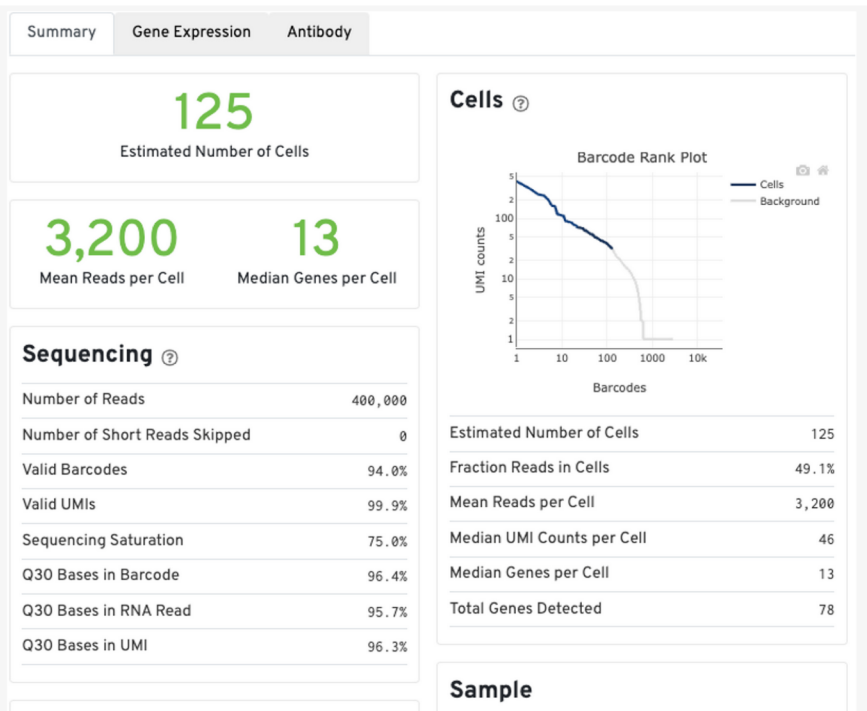 Summary
Gene Expression
Antibody
125
Estimated Number of Cells
3,200
Mean Reads per Cell
13
Median Genes per Cell
Sequencing ?
Number of Reads 400,000
Number of Short Reads Skipped 0
Valid Barcodes 94.0%
Valid UMIs 99.9%
Sequencing Saturation 75.0%
Q30 Bases in Barcode 96.4%
Q30 Bases in RNA Read 95.7%
Q30 Bases in UMI 96.3%
Cells ?
Barcode Rank Plot
Cells
Background
UMI counts
5
2
100
5
2
10
5
2
1
1 10 100 1000 10k
Barcodes
Estimated Number of Cells 125
Fraction Reads in Cells 49.1%
Mean Reads per Cell 3,200
Median UMI Counts per Cell 46
Median Genes per Cell 13
Total Genes Detected 78
Sample